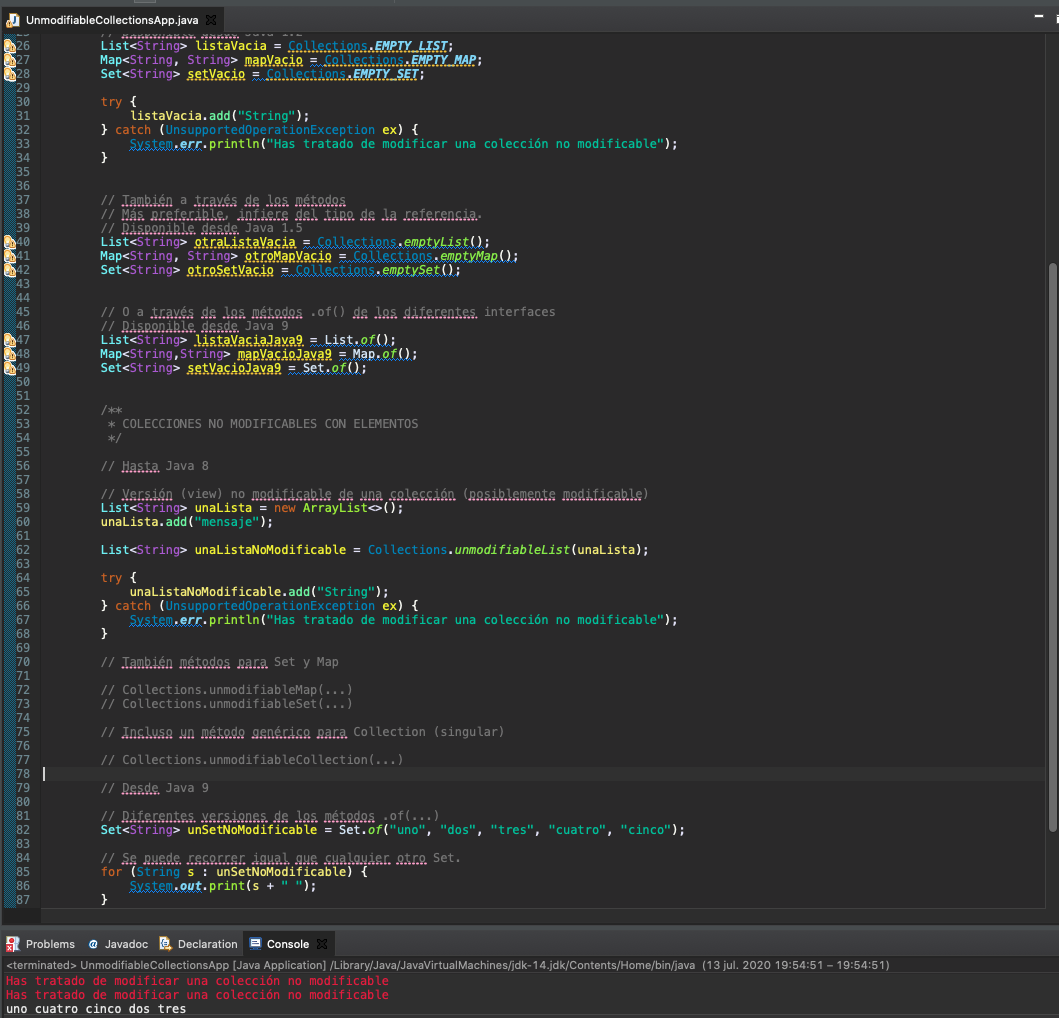 UnmodifiableCollectionsApp.java
26 List<String> listaVacia = Collections.EMPTY_LIST;
27 Map<String, String> mapVacio = Collections.EMPTY_MAP;
28 Set<String> setVacio = Collections.EMPTY_SET;
29
30 try {
31 listaVacia.add("String");
32 } catch (UnsupportedOperationException ex) {
33 System.err.println("Has tratado de modificar una colección no modificable");
34 }
35
36
37 // También a través de los métodos
38 // Más preferible, infiere del tipo de la referencia.
39 // Disponible desde Java 1.5
40 List<String> otraListaVacia = Collections.emptyList();
41 Map<String, String> otroMapVacio = Collections.emptyMap();
42 Set<String> otroSetVacio = Collections.emptySet();
43
44
45 // O a través de los métodos .of() de los diferentes interfaces
46 // Disponible desde Java 9
47 List<String> listaVaciaJava9 = List.of();
48 Map<String,String> mapVacioJava9 = Map.of();
49 Set<String> setVacioJava9 = Set.of();
50
51
52 /**
53 * COLECCIONES NO MODIFICABLES CON ELEMENTOS
54 */
55
56 // Hasta Java 8
57
58 // Versión (view) no modificable de una colección (posiblemente modificable)
59 List<String> unaLista = new ArrayList<>();
60 unaLista.add("mensaje");
61
62 List<String> unaListaNoModificable = Collections.unmodifiableList(unaLista);
63
64 try {
65 unaListaNoModificable.add("String");
66 } catch (UnsupportedOperationException ex) {
67 System.err.println("Has tratado de modificar una colección no modificable");
68 }
69
70 // También métodos para Set y Map
71
72 // Collections.unmodifiableMap(...)
73 // Collections.unmodifiableSet(...)
74
75 // Incluso un método genérico para Collection (singular)
76
77 // Collections.unmodifiableCollection(...)
78
79 // Desde Java 9
80
81 // Diferentes versiones de los métodos .of(...)
82 Set<String> unSetNoModificable = Set.of("uno", "dos", "tres", "cuatro", "cinco");
83
84 // Se puede recorrer igual que cualquier otro Set.
85 for (String s : unSetNoModificable) {
86 System.out.print(s + " ");
87 }
Problems Javadoc Declaration Console
<terminated> UnmodifiableCollectionsApp [Java Application] /Library/Java/JavaVirtualMachines/jdk-14.jdk/Contents/Home/bin/java (13 jul. 2020 19:54:51 – 19:54:51)
Has tratado de modificar una colección no modificable
Has tratado de modificar una colección no modificable
uno cuatro cinco dos tres